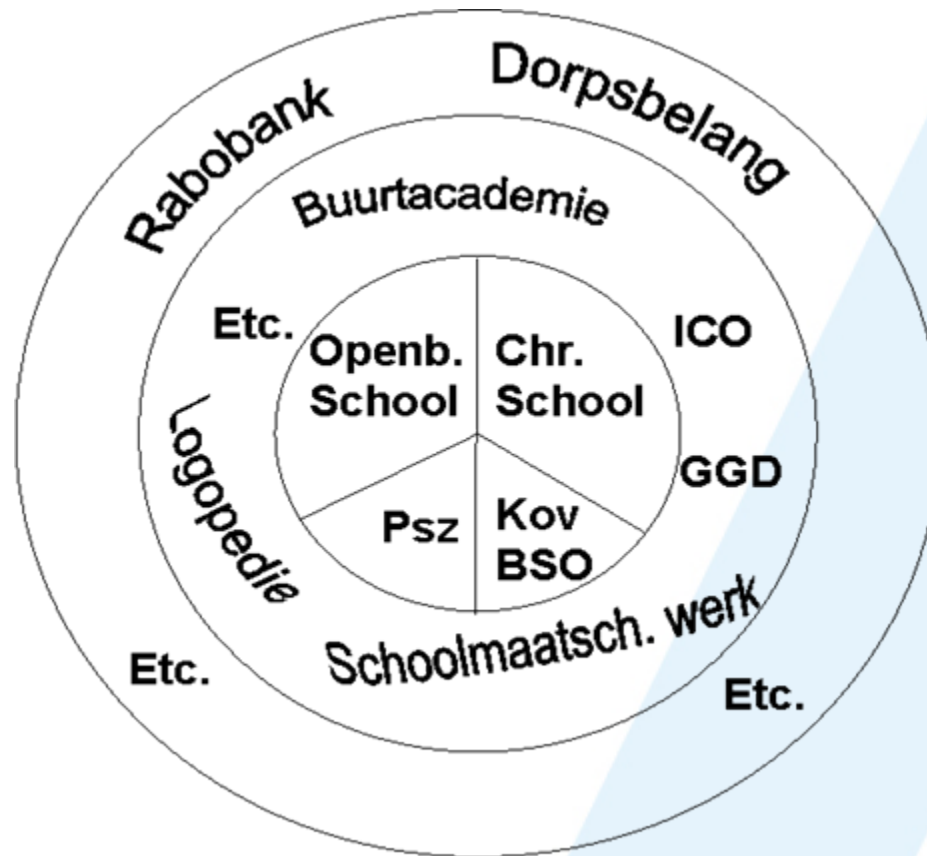 Rabobank
Dorpsbelang
Buurtacademie
Etc.
ICO
Openb.
School
Chr.
School
Logopedie
GGD
Psz
Kov
BSO
Schoolmaatsch. werk
Etc.
Etc.